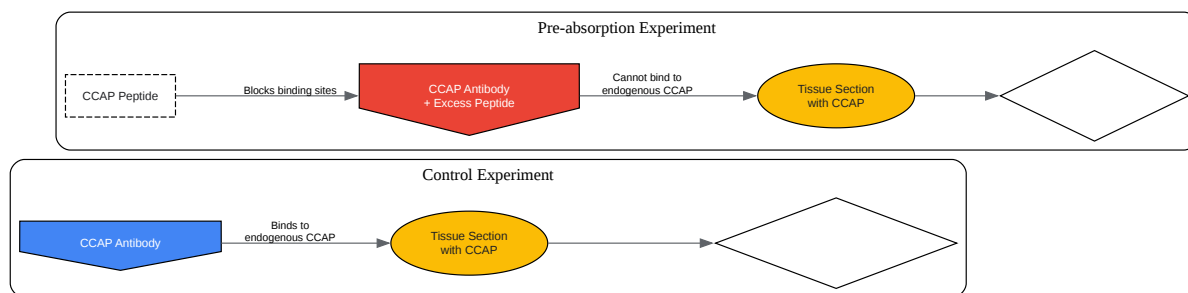 Pre-absorption Experiment
CCAP Peptide
Blocks binding sites
CCAP Antibody
+ Excess Peptide
Cannot bind to
endogenous CCAP
Tissue Section
with CCAP
Control Experiment
CCAP Antibody
Binds to
endogenous CCAP
Tissue Section
with CCAP